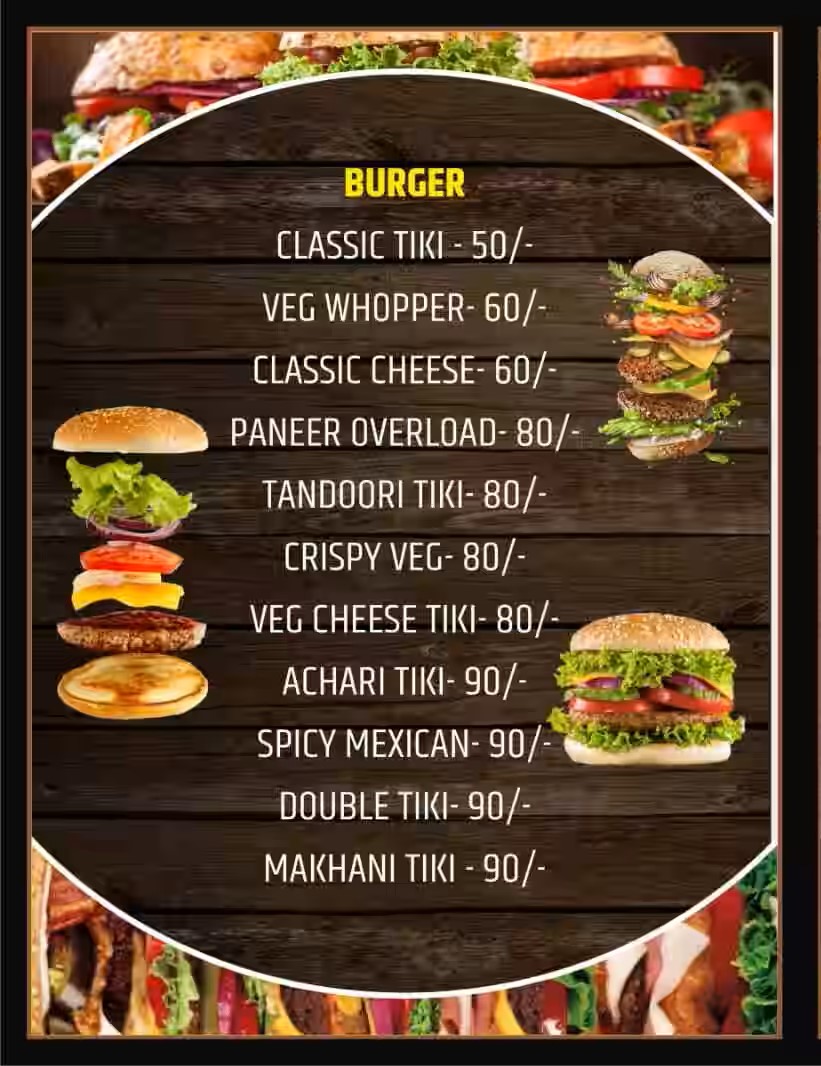 BURGER
CLASSIC TIKI - 50/-
VEG WHOPPER- 60/-
CLASSIC CHEESE- 60/-
PANEER OVERLOAD- 80/-
TANDOORI TIKI- 80/-
CRISPY VEG- 80/-
VEG CHEESE TIKI- 80/-
ACHARI TIKI- 90/-
SPICY MEXICAN- 90/-
DOUBLE TIKI- 90/-
MAKHANI TIKI - 90/-